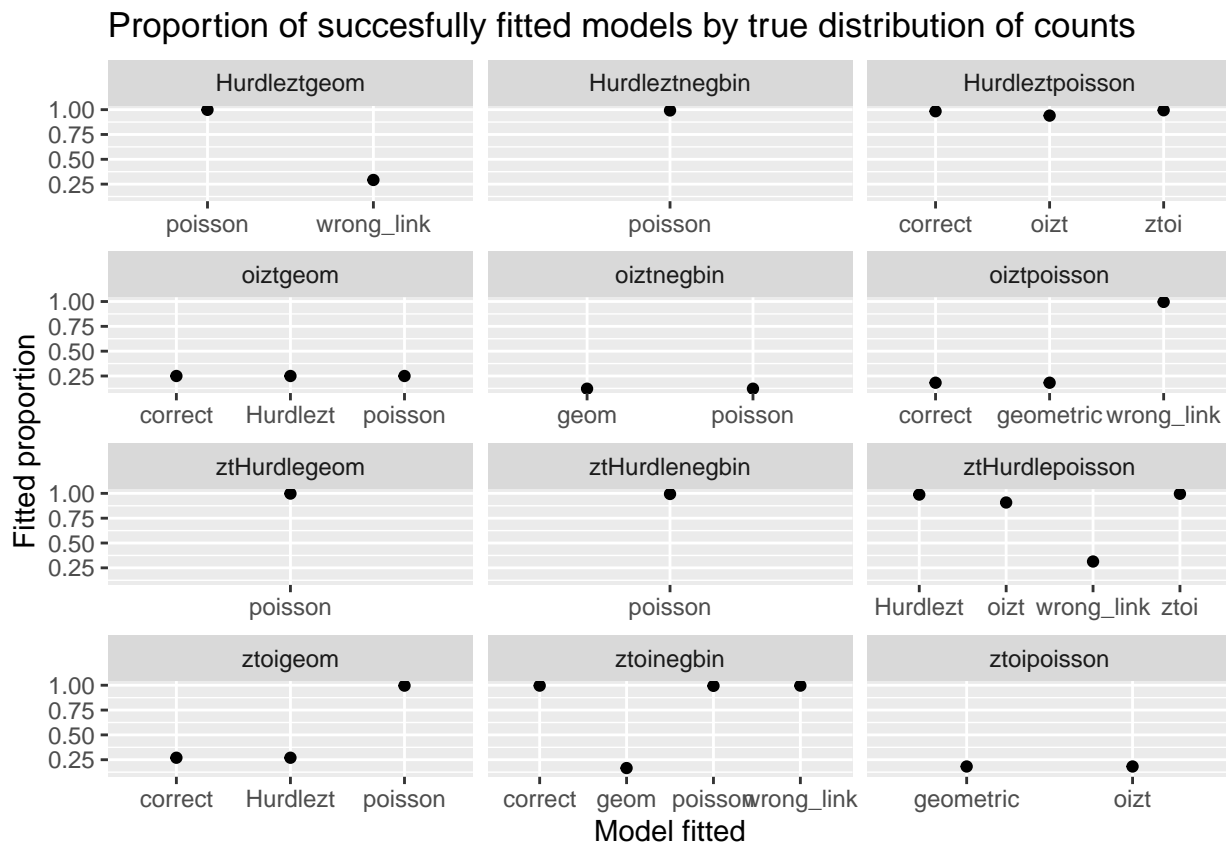 Proportion of succesfully fitted models by true distribution of counts
Hurdleztgeom Hurdleztnegbin Hurdleztpoisson
1.00
0.75
0.50
0.25
poisson wrong_link poisson correct oizt ztoi
oiztgeom oiztnegbin oiztpoisson
1.00
0.75
0.50
0.25
correct Hurdlezt poisson geom poisson correct geometric wrong_link
Fitted proportion
ztHurdlegeom ztHurdlenegbin ztHurdlepoisson
1.00
0.75
0.50
0.25
poisson poisson Hurdlezt oizt wrong_link ztoi
ztoigeom ztoinegbin ztoipoisson
1.00
0.75
0.50
0.25
correct Hurdlezt poisson correct geom poisson wrong_link geometric oizt
Model fitted